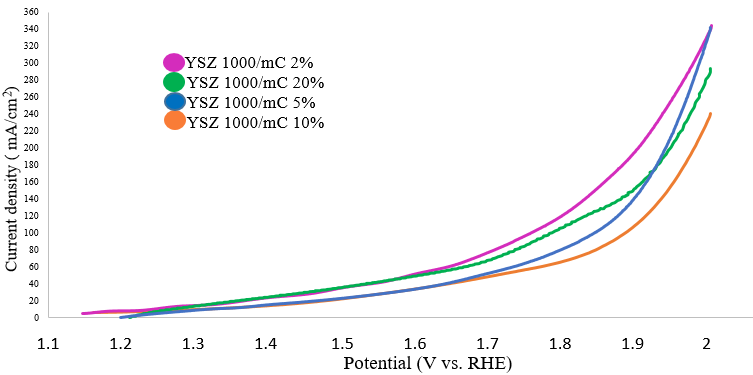 360
340
320
300
280
260
240
220
200
180
160
140
120
100
80
60
40
20
0
Current density ( mA/cm2)
YSZ 1000/mC 2%
YSZ 1000/mC 20%
YSZ 1000/mC 5%
YSZ 1000/mC 10%
1.1 1.2 1.3 1.4 1.5 1.6 1.7 1.8 1.9 2
Potential (V vs. RHE)